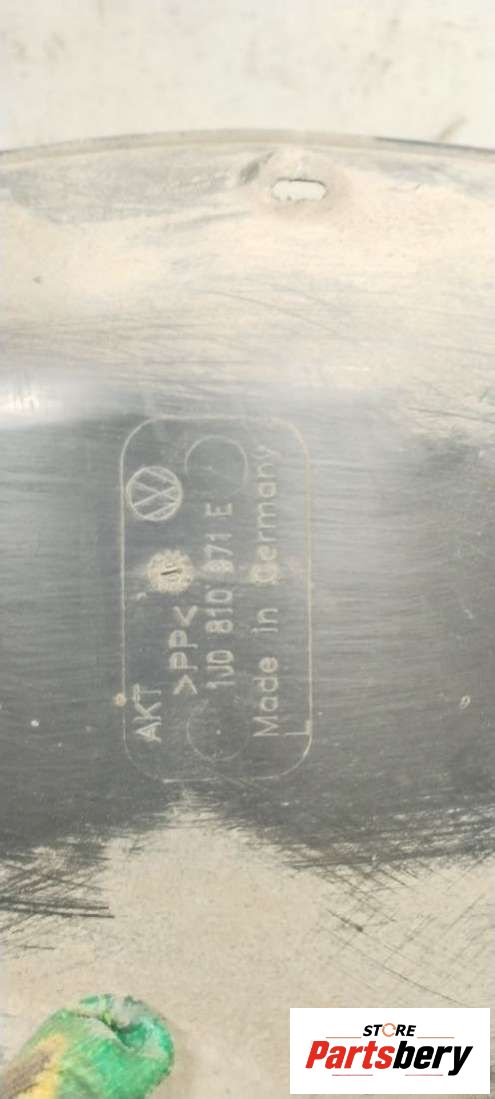 AKT
>PP<
1J0 810 971 E
Made in Germany
STORE
Partsbery